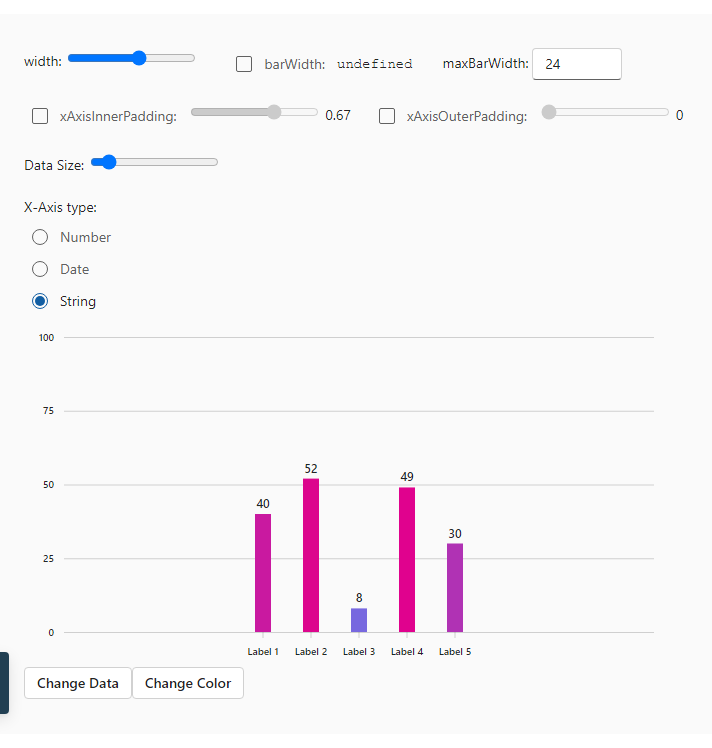 width: barWidth: undefined maxBarWidth: 24
xAxisInnerPadding: 0.67 xAxisOuterPadding: 0
Data Size:
X-Axis type:
Number
Date
String
100
75
52
49
50
40
30
25
8
0
Label 1 Label 2 Label 3 Label 4 Label 5
Change Data Change Color